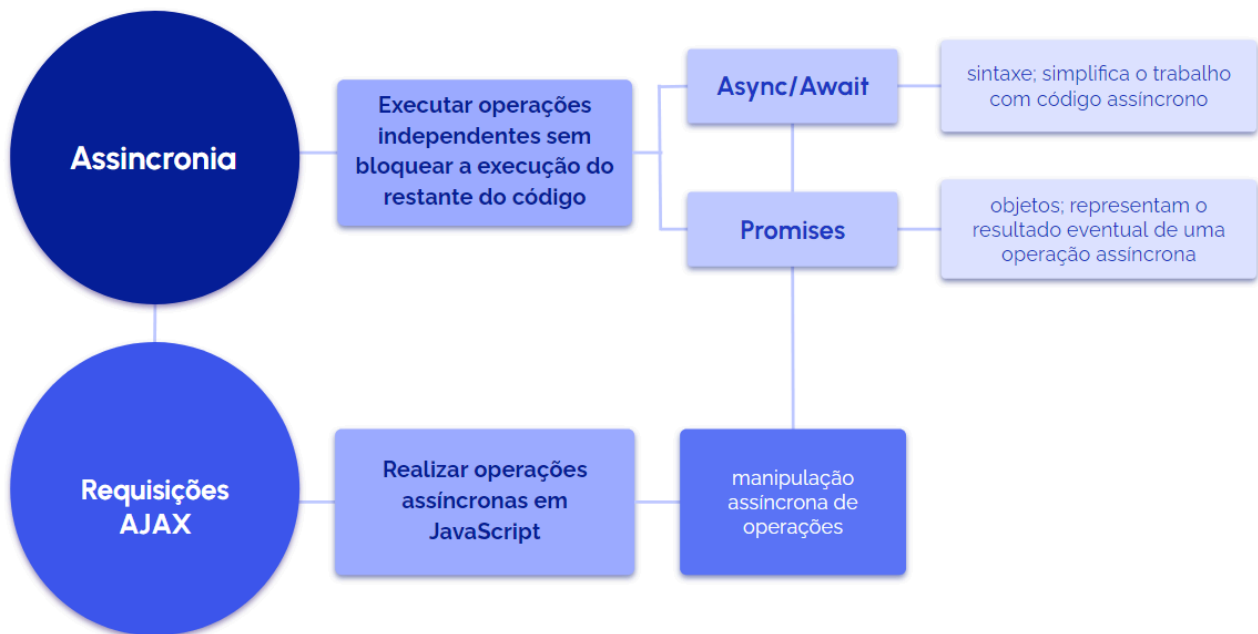 Assincronia
Executar operações
independentes sem
bloquear a execução do
restante do código
Async/Await
sintaxe; simplifica o trabalho
com código assíncrono
Promises
objetos; representam o
resultado eventual de uma
operação assíncrona
Requisições
AJAX
Realizar operações
assíncronas em
JavaScript
manipulação
assíncrona de
operações